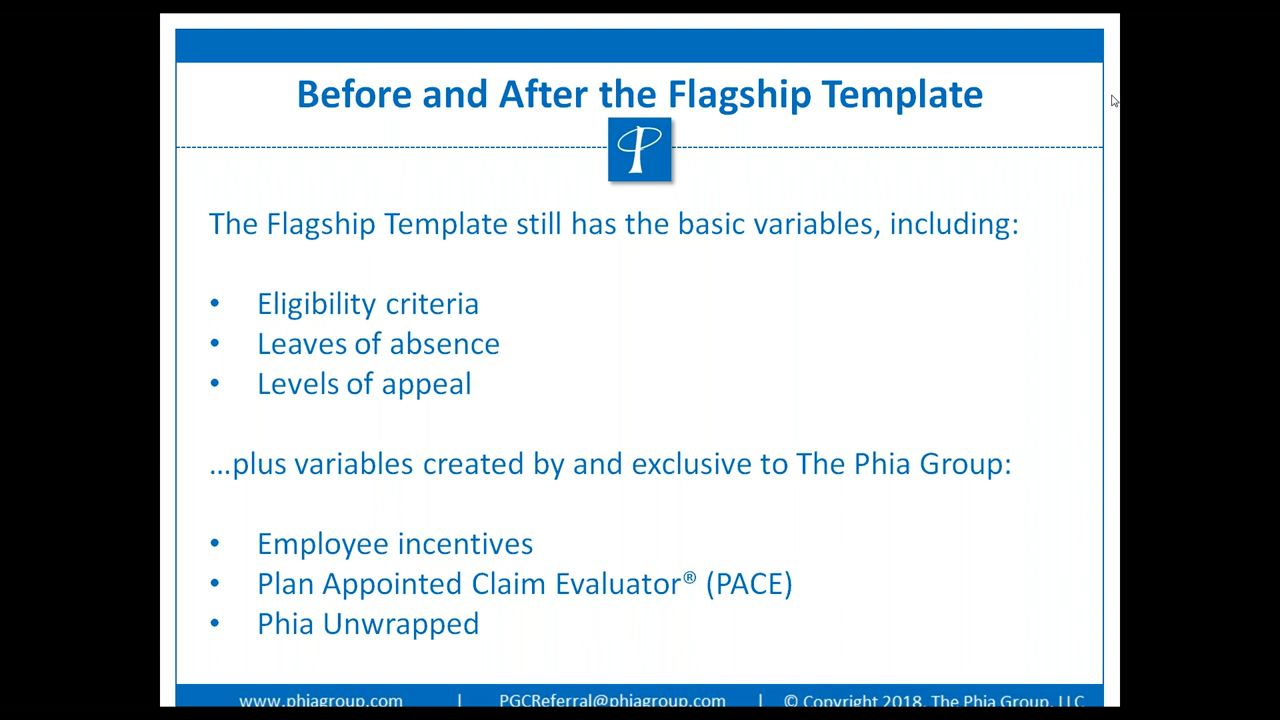 Before and After the Flagship Template
P
The Flagship Template still has the basic variables, including:
• Eligibility criteria
• Leaves of absence
• Levels of appeal
...plus variables created by and exclusive to The Phia Group:
• Employee incentives
• Plan Appointed Claim Evaluator® (PACE)
• Phia Unwrapped
www.phiagroup.com | PGCReferral@phiagroup.com | © Copyright 2018, The Phia Group, LLC